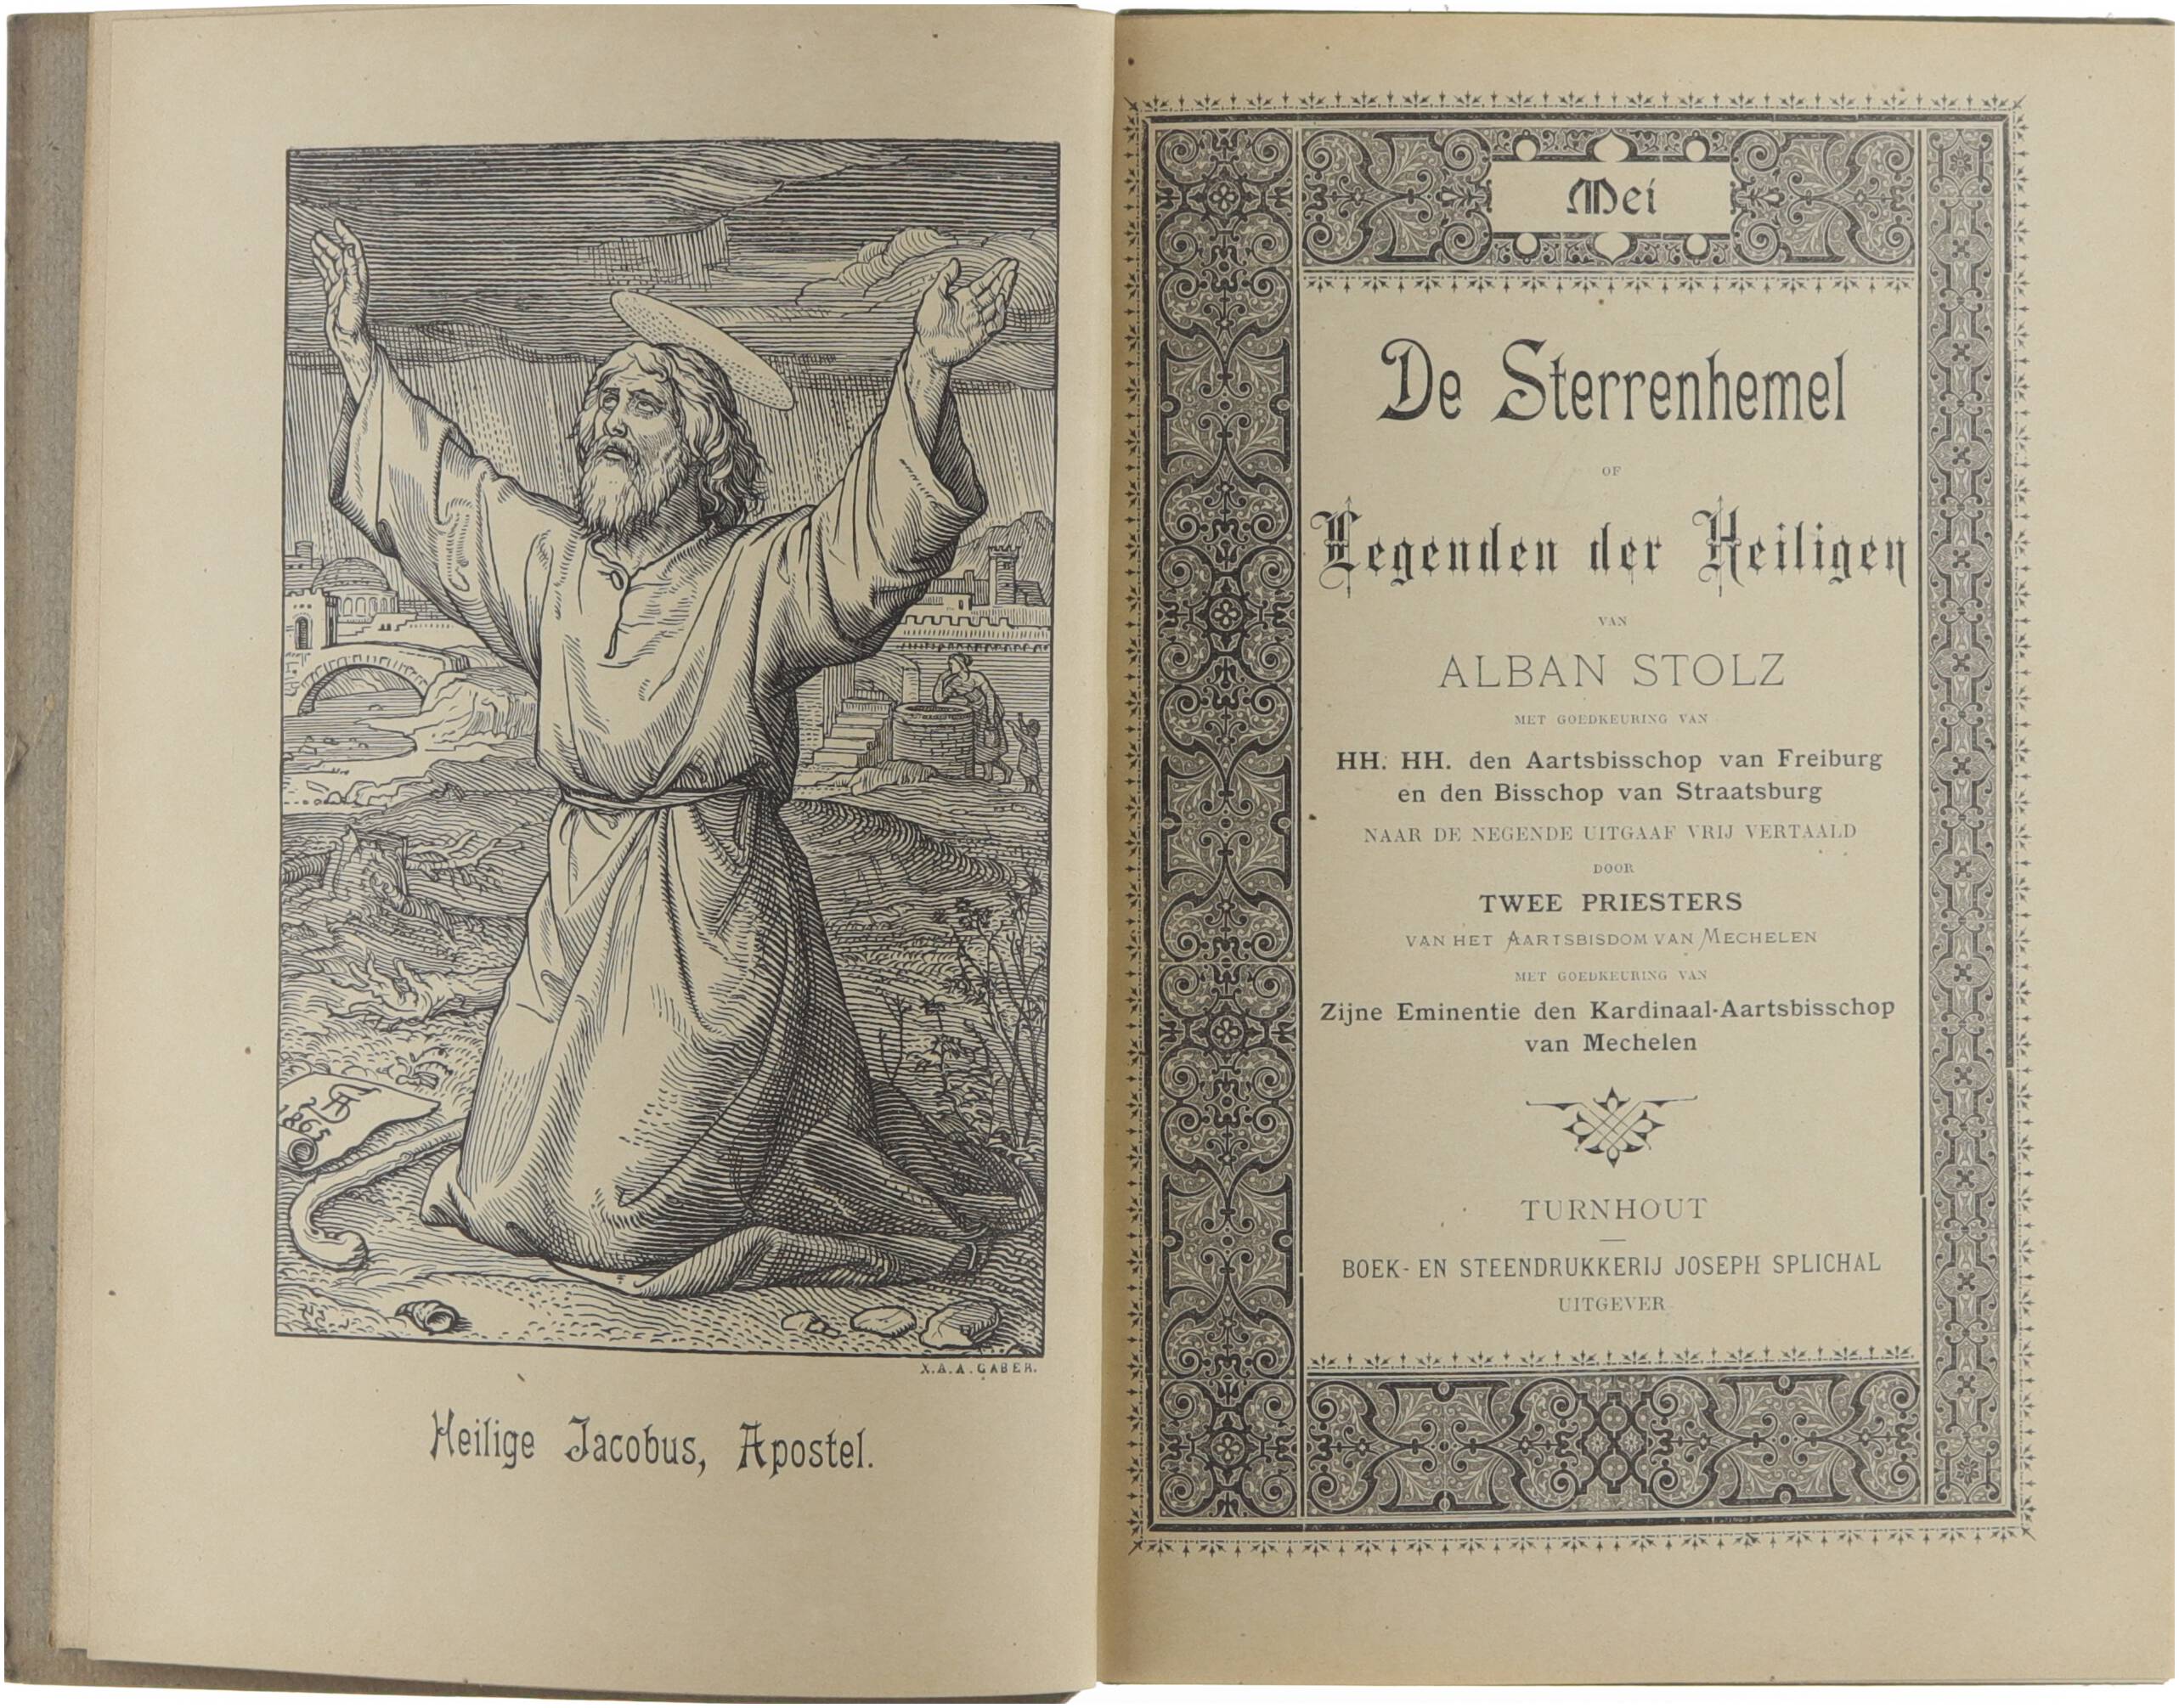 1865
X.A.A. GABER.
Heilige Jacobus, Apostel.
Mei
De Sterrenhemel
OF
Legenden der Heiligen
VAN
ALBAN STOLZ
MET GOEDKEURING VAN
HH. HH. den Aartsbisschop van Freiburg
en den Bisschop van Straatsburg
NAAR DE NEGENDE UITGAAF VRIJ VERTAALD
DOOR
TWEE PRIESTERS
VAN HET AARTSBISDOM VAN MECHELEN
MET GOEDKEURING VAN
Zijne Eminentie den Kardinaal-Aartsbisschop
van Mechelen
TURNHOUT
BOEK- EN STEENDRUKKERIJ JOSEPH SPLICHAL
UITGEVER